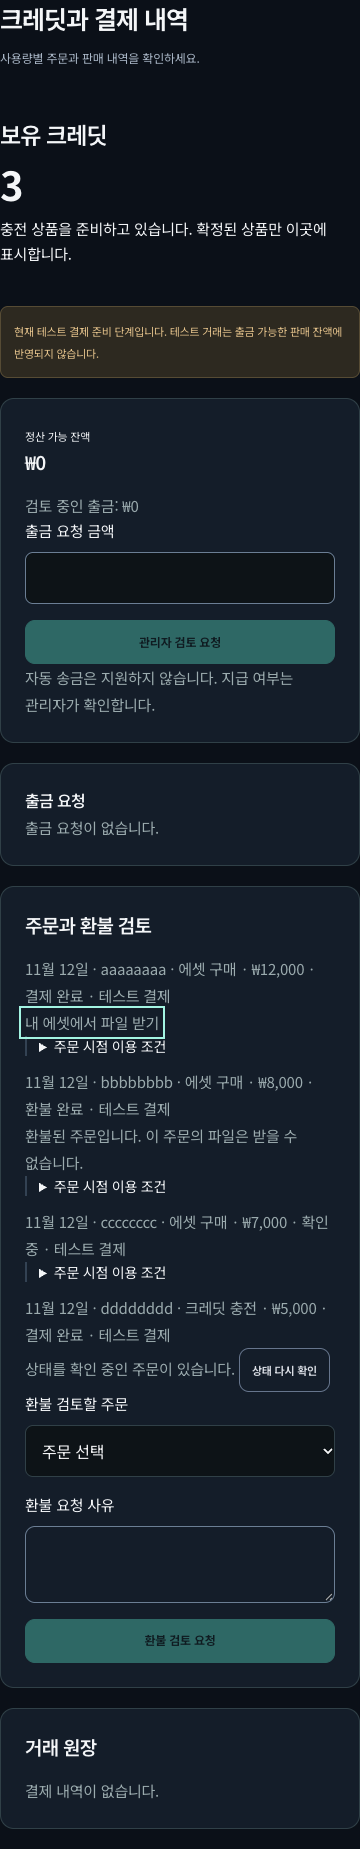 크레딧과 결제 내역
사용량별 주문과 판매 내역을 확인하세요.
보유 크레딧
3
충전 상품을 준비하고 있습니다. 확정된 상품만 이곳에
표시합니다.
현재 테스트 결제 준비 단계입니다. 테스트 거래는 출금 가능한 판매 잔액에
반영되지 않습니다.
정산 가능 잔액
₩0
검토 중인 출금: ₩0
출금 요청 금액
관리자 검토 요청
자동 송금은 지원하지 않습니다. 지급 여부는
관리자가 확인합니다.
출금 요청
출금 요청이 없습니다.
주문과 환불 검토
11월 12일 · aaaaaaaa · 에셋 구매 · ₩12,000 ·
결제 완료 · 테스트 결제
내 에셋에서 파일 받기
▶ 주문 시점 이용 조건
11월 12일 · bbbbbbbb · 에셋 구매 · ₩8,000 ·
환불 완료 · 테스트 결제
환불된 주문입니다. 이 주문의 파일은 받을 수
없습니다.
▶ 주문 시점 이용 조건
11월 12일 · cccccccc · 에셋 구매 · ₩7,000 · 확인
중 · 테스트 결제
▶ 주문 시점 이용 조건
11월 12일 · dddddddd · 크레딧 충전 · ₩5,000 ·
결제 완료 · 테스트 결제
상태를 확인 중인 주문이 있습니다. 상태 다시 확인
환불 검토할 주문
주문 선택
환불 요청 사유
환불 검토 요청
거래 원장
결제 내역이 없습니다.